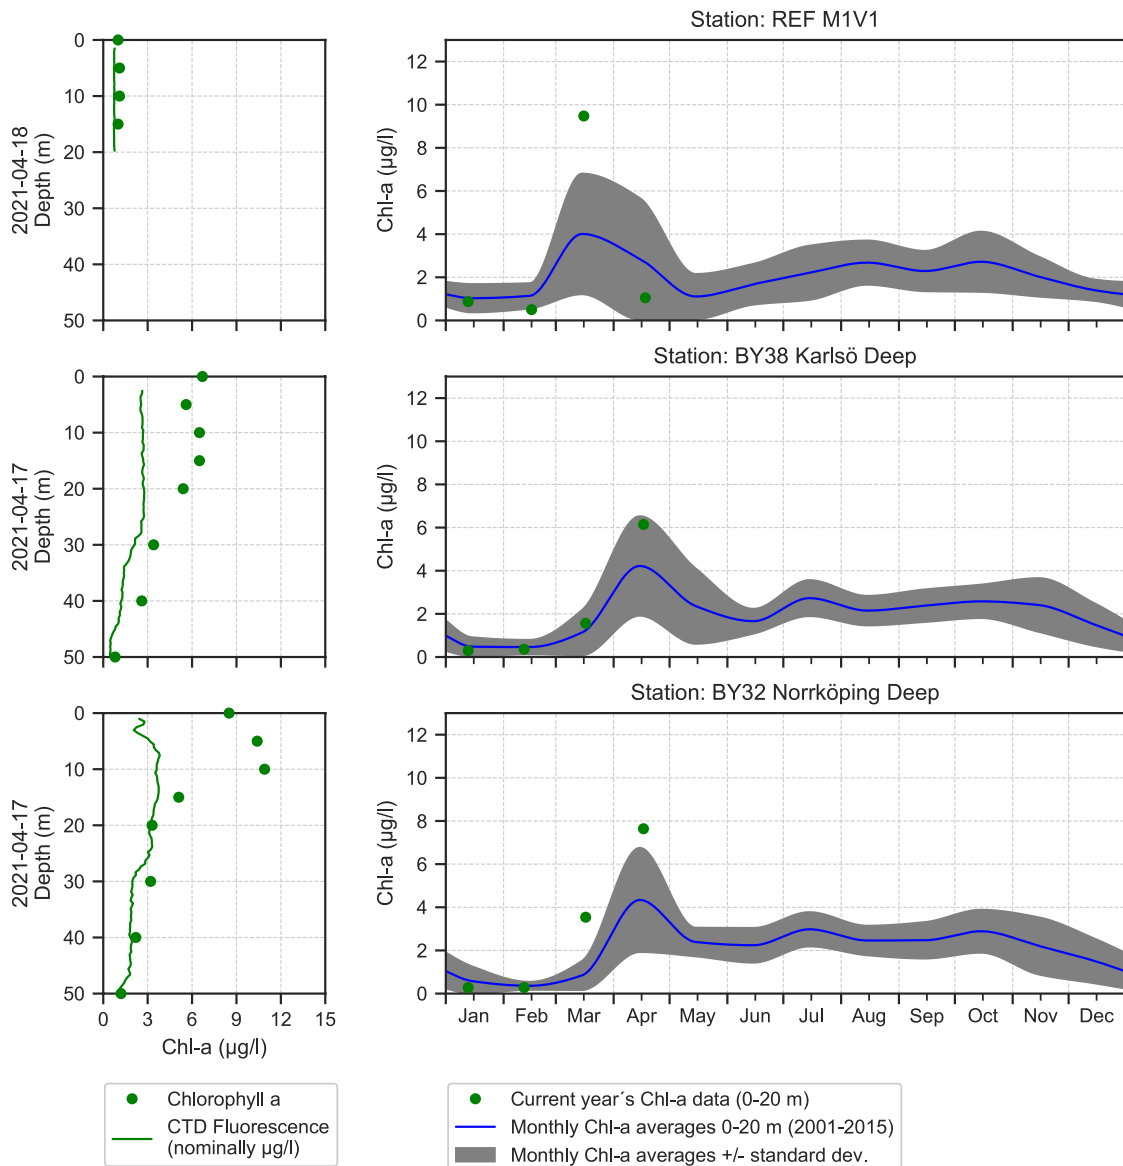 Station: REF M1V1
0
10
20
30
40
50
2021-04-18
Depth (m)
12
10
8
6
4
2
0
Chl-a (µg/l)
Station: BY38 Karlsö Deep
0
10
20
30
40
50
2021-04-17
Depth (m)
12
10
8
6
4
2
0
Chl-a (µg/l)
Station: BY32 Norrköping Deep
0
10
20
30
40
50
2021-04-17
Depth (m)
0 3 6 9 12 15
Chl-a (µg/l)
12
10
8
6
4
2
0
Chl-a (µg/l)
Jan Feb Mar Apr May Jun Jul Aug Sep Oct Nov Dec
Chlorophyll a
CTD Fluorescence
(nominally µg/l)
Current year´s Chl-a data (0-20 m)
Monthly Chl-a averages 0-20 m (2001-2015)
Monthly Chl-a averages +/- standard dev.